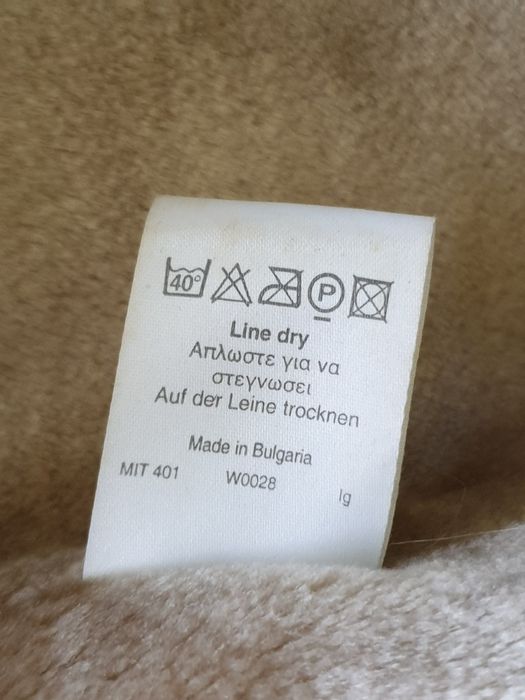 40°
P
Line dry
Απλωστε για να
στεγνωσει
Auf der Leine trocknen
Made in Bulgaria
MIT 401 W0028 lg